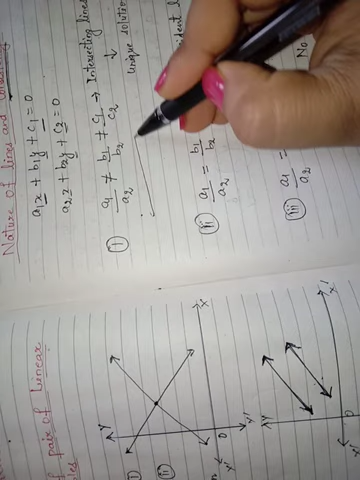 Nature of lines and
a1x + b1y + c1 = 0
a2x + b2y + c2 = 0
(i) a1/a2 ≠ b1/b2 ≠ c1/c2 → Intersecting lines
↓
unique solution
(ii) a1/a2 = b1/b2
(iii) a1/a2 =
No
of pair of linear
(i)
Y
X
O
X'
Y'
(ii)
Y
X
O
X'